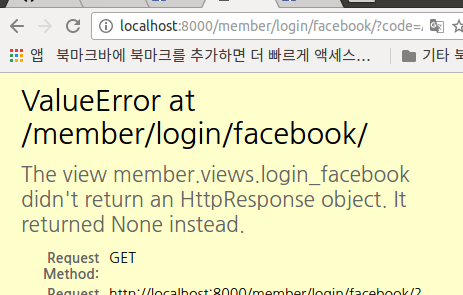 localhost:8000/member/login/facebook/?code=
앱 북마크바에 북마크를 추가하면 더 빠르게 액세스... 기타 북
ValueError at
/member/login/facebook/
The view member.views.login_facebook
didn't return an HttpResponse object. It
returned None instead.
Request GET
Method:
Request http://localhost:8000/member/login/facebook/?